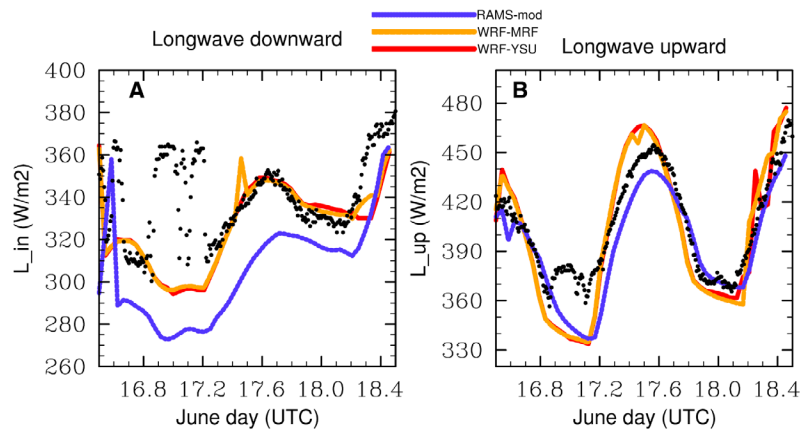 RAMS-mod
WRF-MRF
WRF-YSU
Longwave downward
Longwave upward
A
400
380
360
340
320
300
280
260
L_in (W/m2)
16.8 17.2 17.6 18.0 18.4
June day (UTC)
B
480
450
420
390
360
330
L_up (W/m2)
16.8 17.2 17.6 18.0 18.4
June day (UTC)